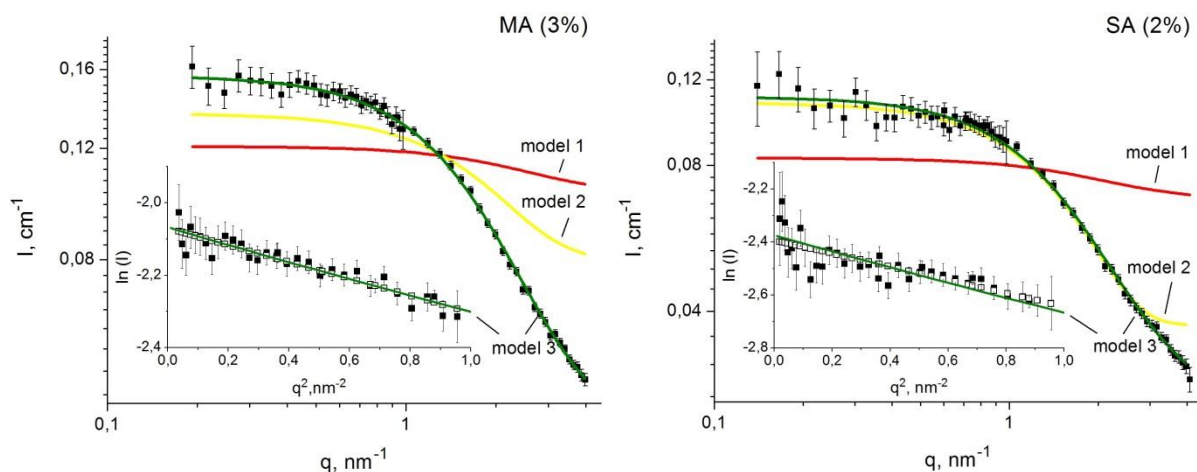 MA (3%)
0,16
0,12
0,08
I, cm-1
model 1
model 2
model 3
-2,0
-2,2
-2,4
ln (I)
0,0 0,2 0,4 0,6 0,8 1,0
q2,nm-2
0,1 1
q, nm-1
SA (2%)
0,12
0,08
0,04
I, cm-1
model 1
model 2
model 3
-2,2
-2,4
-2,6
-2,8
ln (I)
0,0 0,2 0,4 0,6 0,8 1,0
q2,nm-2
0,1 1
q, nm-1